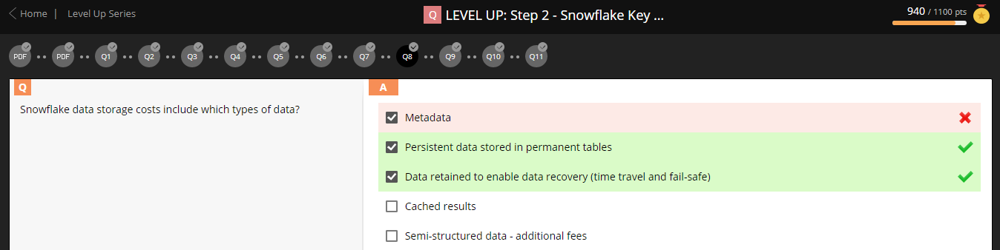 Home | Level Up Series
Q LEVEL UP: Step 2 - Snowflake Key ...
940 / 1100 pts
PDF PDF Q1 Q2 Q3 Q4 Q5 Q6 Q7 Q8 Q9 Q10 Q11
Q
Snowflake data storage costs include which types of data?
A
Metadata
Persistent data stored in permanent tables
Data retained to enable data recovery (time travel and fail-safe)
Cached results
Semi-structured data - additional fees